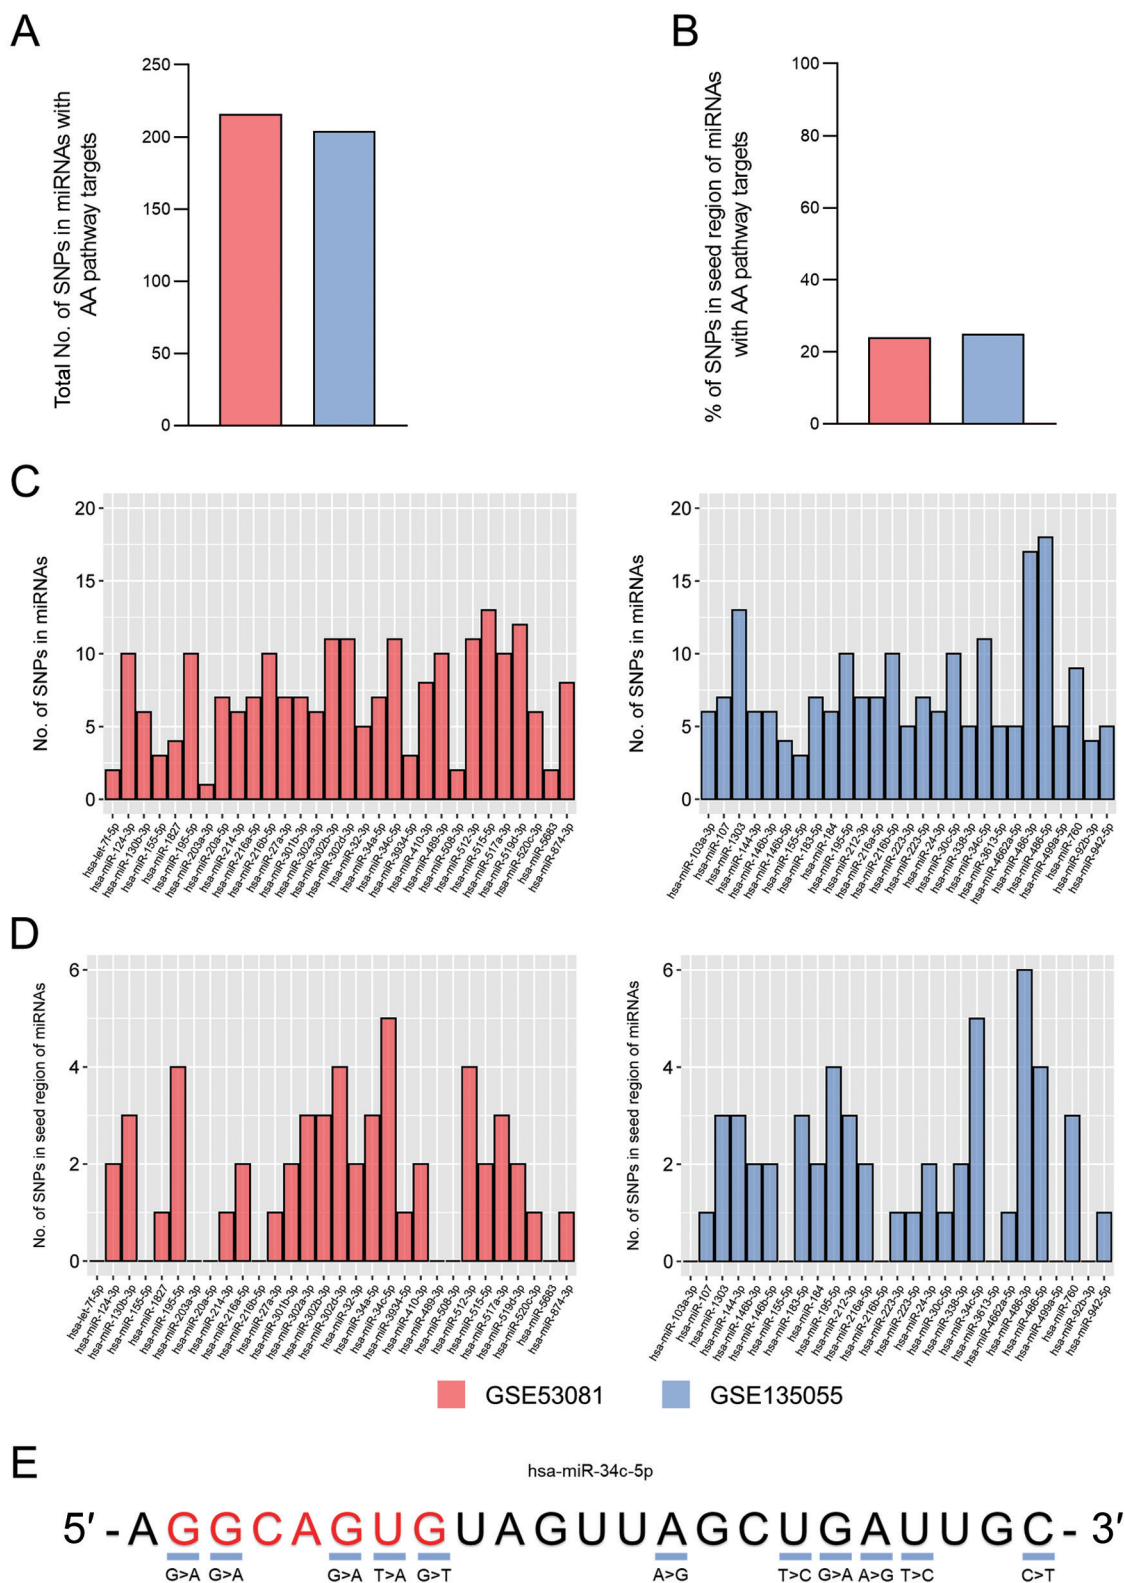 A
250
200
150
100
50
0
Total No. of SNPs in miRNAs with
AA pathway targets
B
100
80
60
40
20
0
% of SNPs in seed region of miRNAs
with AA pathway targets
C
20
15
10
5
0
No. of SNPs in miRNAs
hsa-let-7f-5p
hsa-miR-124-3p
hsa-miR-130b-3p
hsa-miR-155-5p
hsa-miR-1827
hsa-miR-195-5p
hsa-miR-203a-3p
hsa-miR-20a-5p
hsa-miR-214-3p
hsa-miR-216a-5p
hsa-miR-216b-5p
hsa-miR-27a-3p
hsa-miR-301b-3p
hsa-miR-302a-3p
hsa-miR-302b-3p
hsa-miR-302d-3p
hsa-miR-32-3p
hsa-miR-34a-5p
hsa-miR-34c-5p
hsa-miR-3934-5p
hsa-miR-410-3p
hsa-miR-489-3p
hsa-miR-508-3p
hsa-miR-512-3p
hsa-miR-515-5p
hsa-miR-517a-3p
hsa-miR-519d-3p
hsa-miR-520c-3p
hsa-miR-5683
hsa-miR-874-3p
20
15
10
5
0
No. of SNPs in miRNAs
hsa-miR-103a-3p
hsa-miR-107
hsa-miR-1303
hsa-miR-144-3p
hsa-miR-146b-3p
hsa-miR-146b-5p
hsa-miR-155-5p
hsa-miR-183-5p
hsa-miR-184
hsa-miR-195-5p
hsa-miR-212-3p
hsa-miR-216a-5p
hsa-miR-216b-5p
hsa-miR-223-3p
hsa-miR-223-5p
hsa-miR-24-3p
hsa-miR-30c-5p
hsa-miR-338-3p
hsa-miR-34c-5p
hsa-miR-3613-5p
hsa-miR-4662a-5p
hsa-miR-486-3p
hsa-miR-486-5p
hsa-miR-499a-5p
hsa-miR-760
hsa-miR-92b-3p
hsa-miR-942-5p
D
6
4
2
0
No. of SNPs in seed region of miRNAs
hsa-let-7f-5p
hsa-miR-124-3p
hsa-miR-130b-3p
hsa-miR-155-5p
hsa-miR-1827
hsa-miR-195-5p
hsa-miR-203a-3p
hsa-miR-20a-5p
hsa-miR-214-3p
hsa-miR-216a-5p
hsa-miR-216b-5p
hsa-miR-27a-3p
hsa-miR-301b-3p
hsa-miR-302a-3p
hsa-miR-302b-3p
hsa-miR-302d-3p
hsa-miR-32-3p
hsa-miR-34a-5p
hsa-miR-34c-5p
hsa-miR-3934-5p
hsa-miR-410-3p
hsa-miR-489-3p
hsa-miR-508-3p
hsa-miR-512-3p
hsa-miR-515-5p
hsa-miR-517a-3p
hsa-miR-519d-3p
hsa-miR-520c-3p
hsa-miR-5683
hsa-miR-874-3p
6
4
2
0
No. of SNPs in seed region of miRNAs
hsa-miR-103a-3p
hsa-miR-107
hsa-miR-1303
hsa-miR-144-3p
hsa-miR-146b-3p
hsa-miR-146b-5p
hsa-miR-155-5p
hsa-miR-183-5p
hsa-miR-184
hsa-miR-195-5p
hsa-miR-212-3p
hsa-miR-216a-5p
hsa-miR-216b-5p
hsa-miR-223-3p
hsa-miR-223-5p
hsa-miR-24-3p
hsa-miR-30c-5p
hsa-miR-338-3p
hsa-miR-34c-5p
hsa-miR-3613-5p
hsa-miR-4662a-5p
hsa-miR-486-3p
hsa-miR-486-5p
hsa-miR-499a-5p
hsa-miR-760
hsa-miR-92b-3p
hsa-miR-942-5p
GSE53081 GSE135055
E
hsa-miR-34c-5p
5′ - AGGCAGUGUAGUUAGCUGAUUGC - 3′
G>A G>A G>A T>A G>T A>G T>C G>A A>G T>C C>T